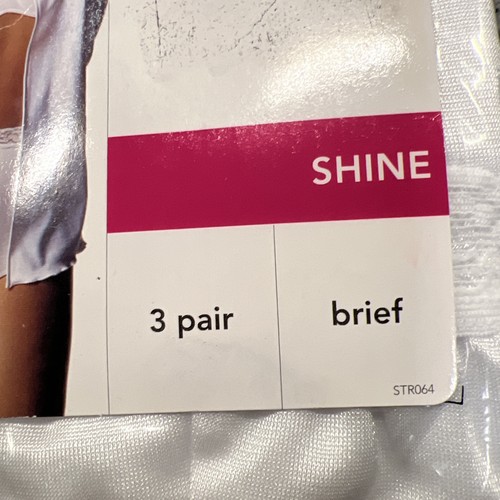 SHINE
3 pair
brief
STR064